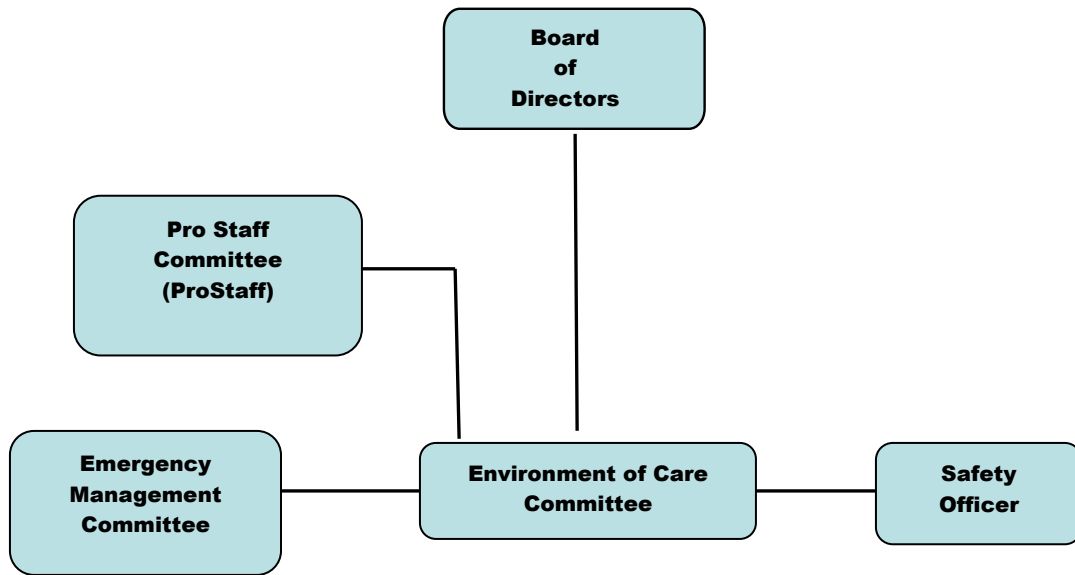 Board
of
Directors
Pro Staff
Committee
(ProStaff)
Emergency
Management
Committee
Environment of Care
Committee
Safety
Officer